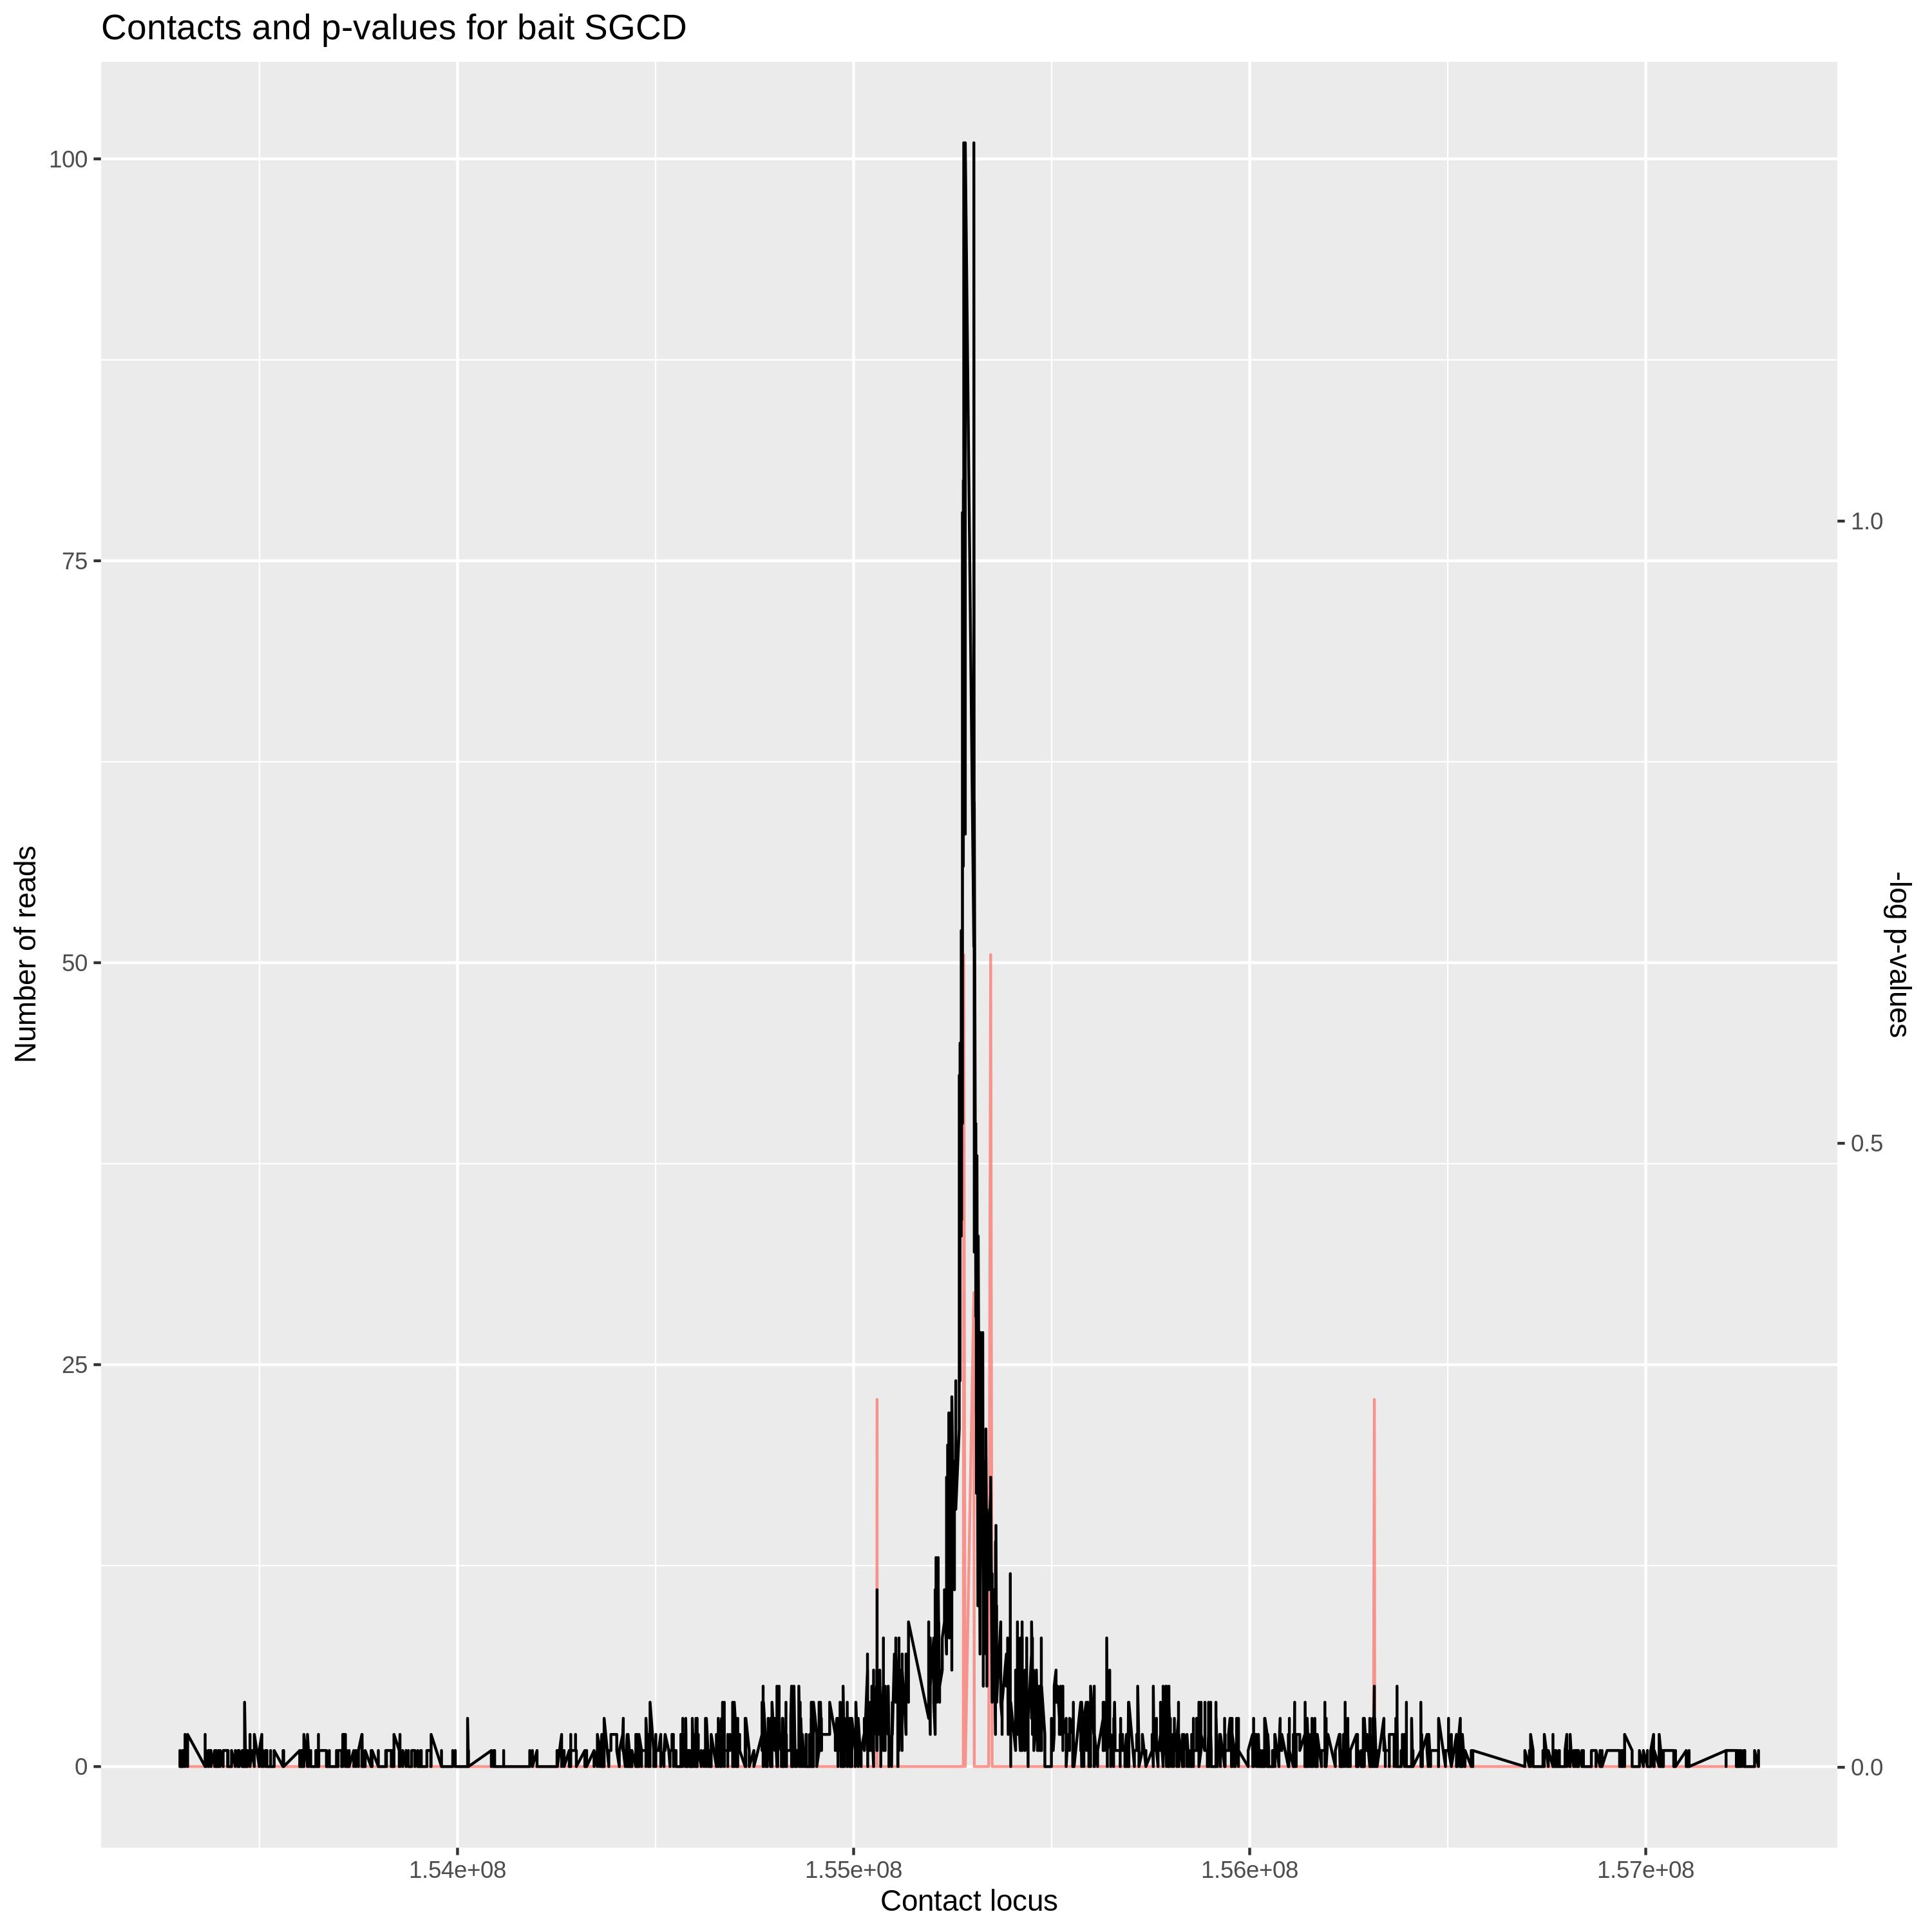 Contacts and p-values for bait SGCD
100
75
50
25
0
Number of reads
1.0
0.5
0.0
-log p-values
1.54e+08
1.55e+08
1.56e+08
1.57e+08
Contact locus